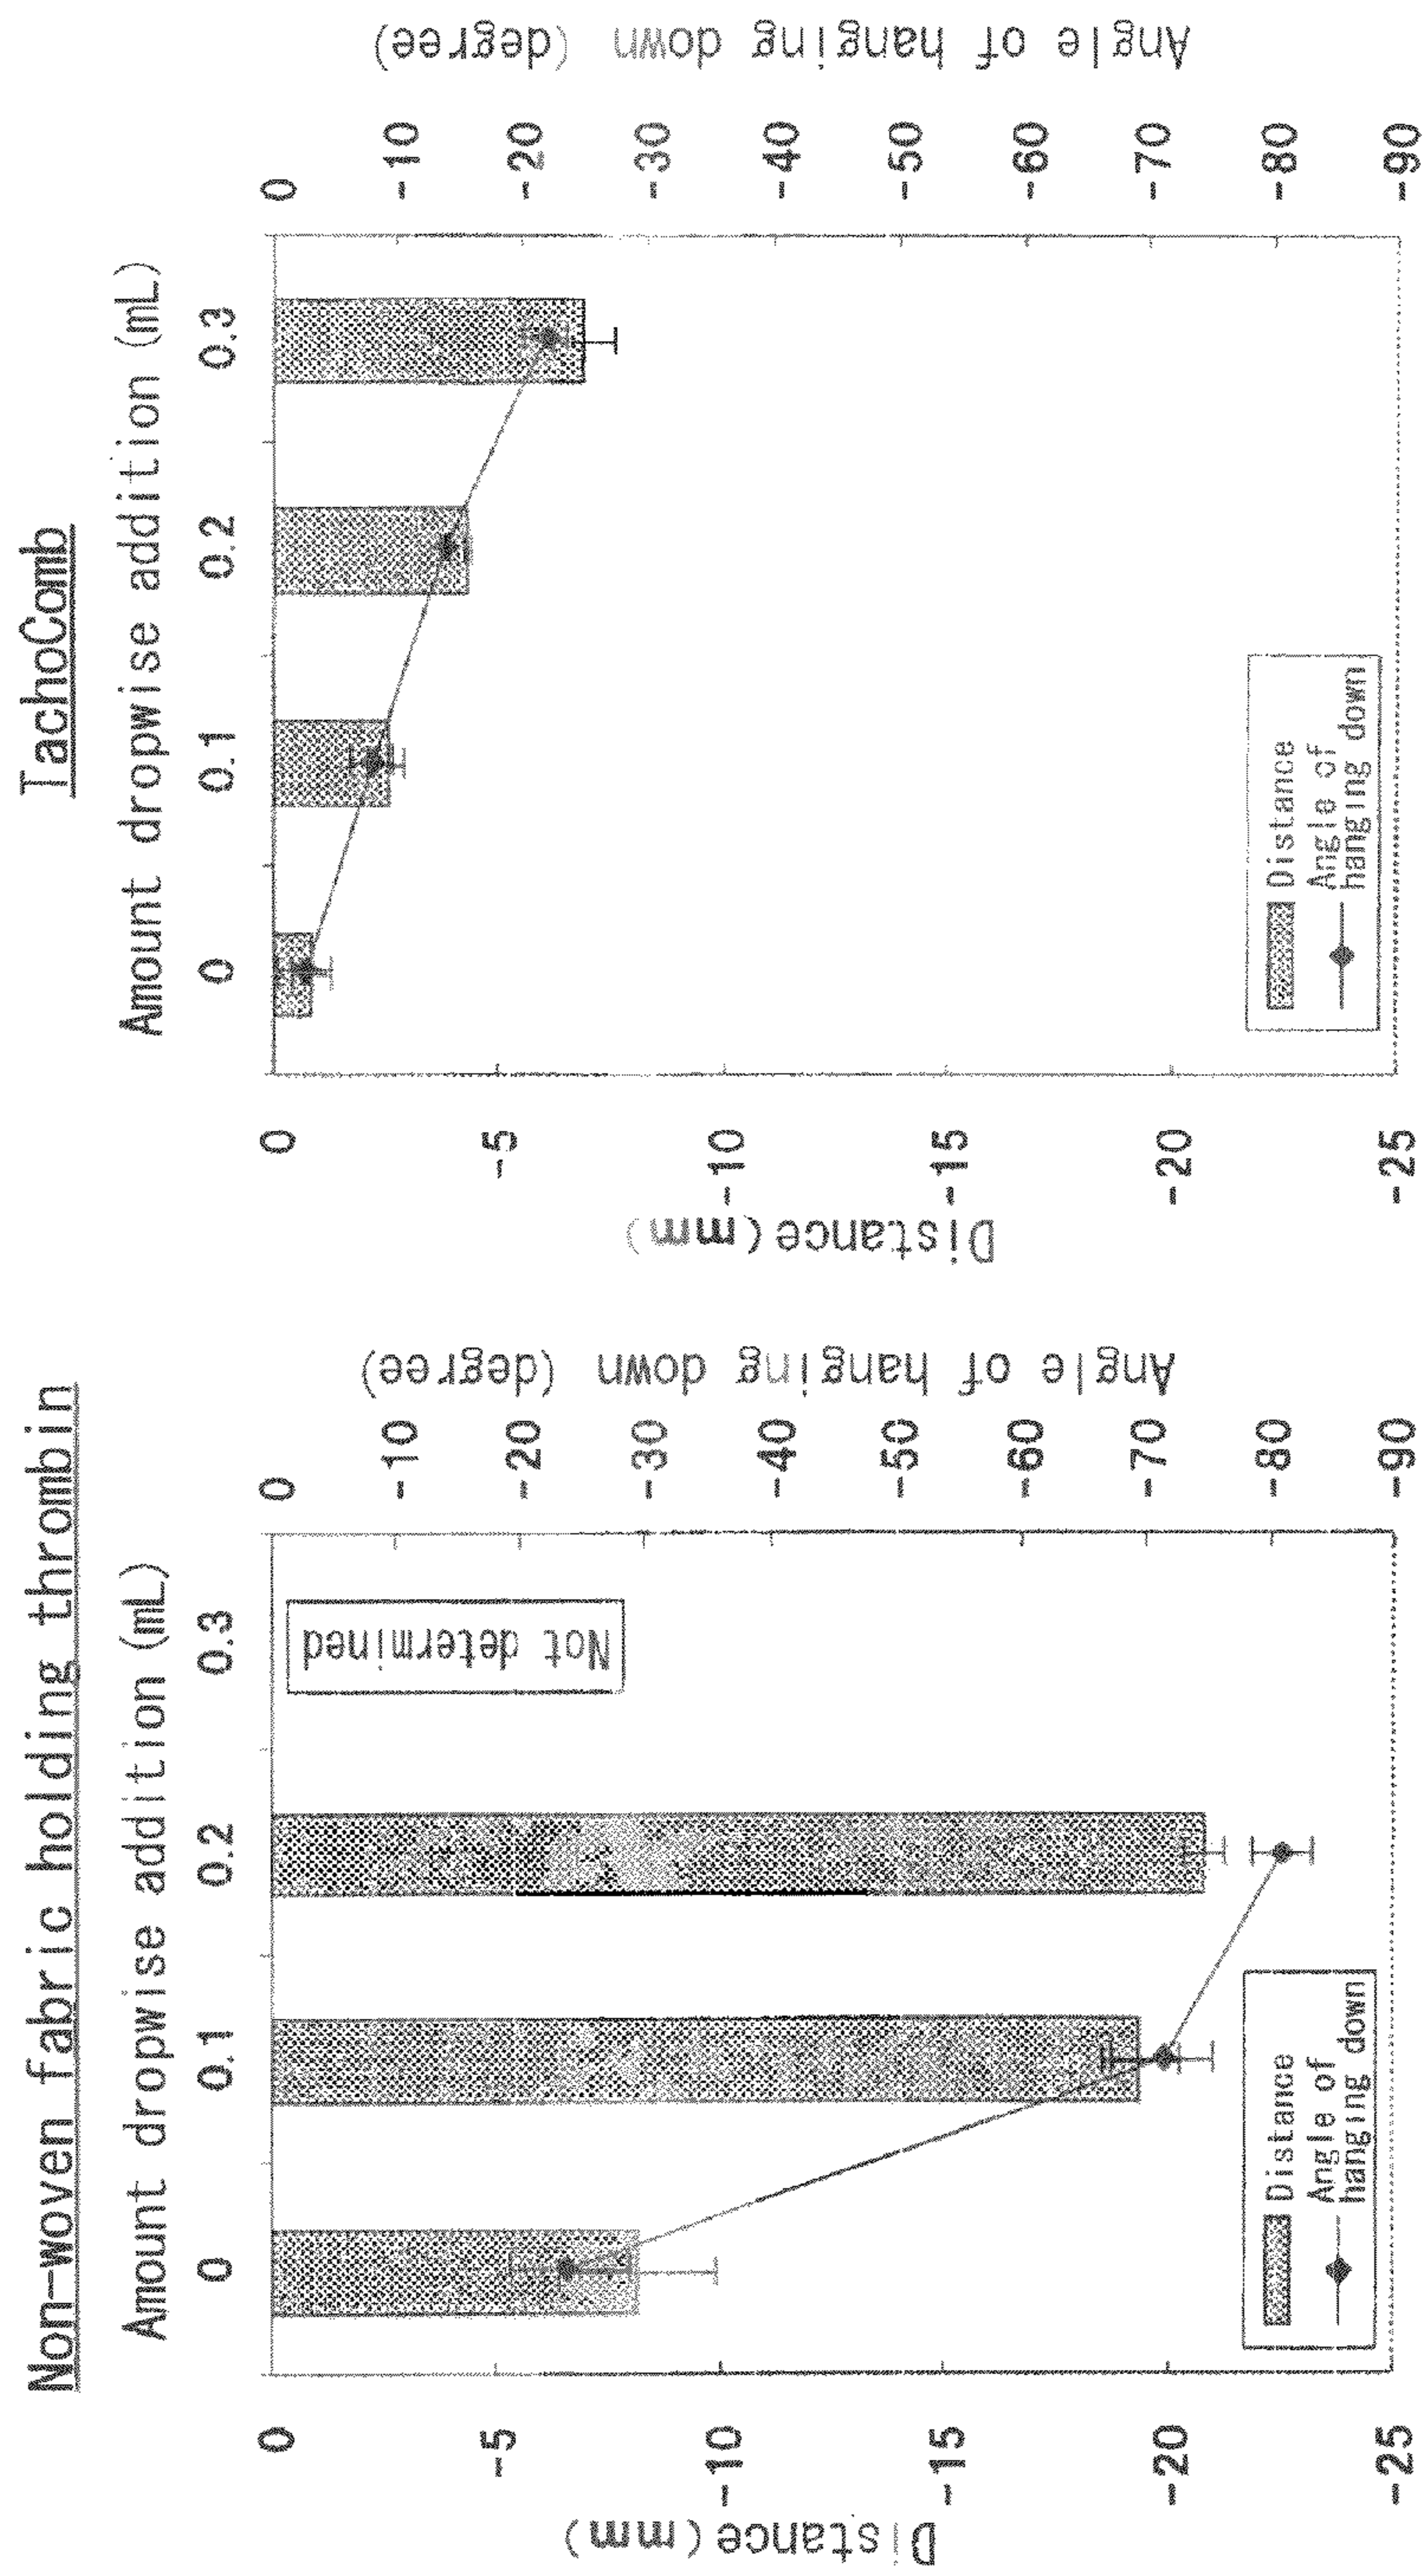 Non-woven fabric holding thrombin
Amount dropwise addition (mL)
0 0.1 0.2 0.3
0
-5
-10
-15
-20
-25
Distance (mm)
0
-10
-20
-30
-40
-50
-60
-70
-80
-90
Angle of hanging down (degree)
Not determined
Distance
Angle of
hanging down
TachoComb
Amount dropwise addition (mL)
0 0.1 0.2 0.3
0
-5
-10
-15
-20
-25
Distance (mm)
0
-10
-20
-30
-40
-50
-60
-70
-80
-90
Angle of hanging down (degree)
Distance
Angle of
hanging down